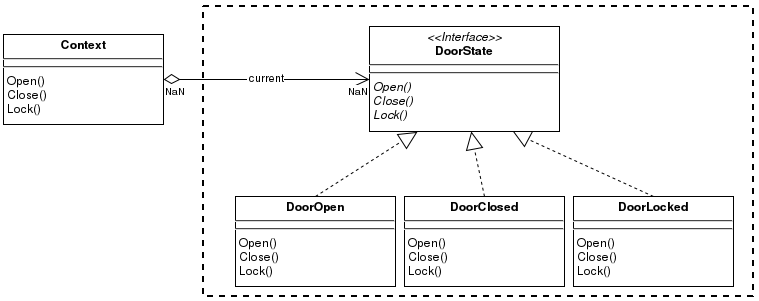 Context
Open()
Close()
Lock()
NaN
current
NaN
<<Interface>>
DoorState
Open()
Close()
Lock()
DoorOpen
Open()
Close()
Lock()
DoorClosed
Open()
Close()
Lock()
DoorLocked
Open()
Close()
Lock()